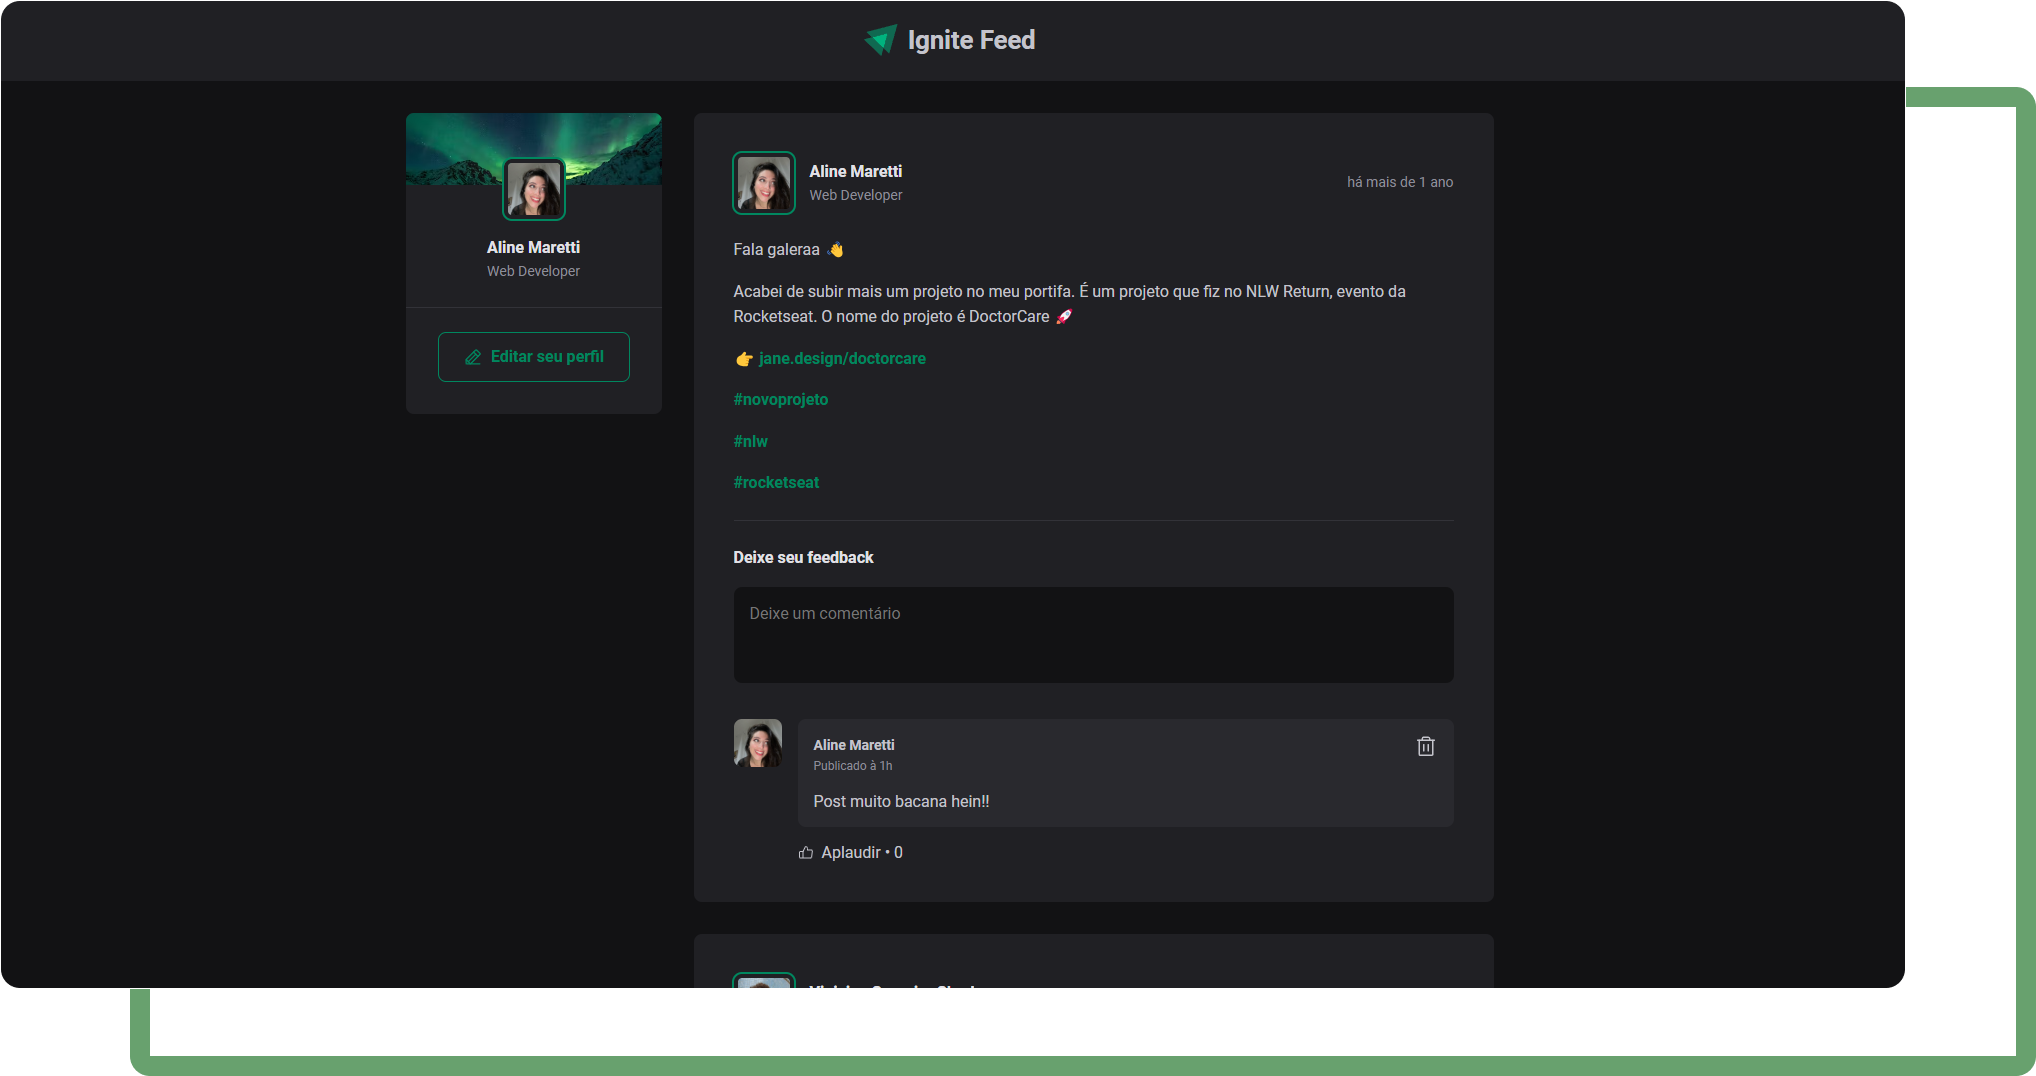 Ignite Feed
Aline Maretti
Web Developer
Editar seu perfil
Aline Maretti
Web Developer
há mais de 1 ano
Fala galeraa 👋
Acabei de subir mais um projeto no meu portifa. É um projeto que fiz no NLW Return, evento da
Rocketseat. O nome do projeto é DoctorCare 🚀
👉 jane.design/doctorcare
#novoprojeto
#nlw
#rocketseat
Deixe seu feedback
Deixe um comentário
Aline Maretti
Publicado à 1h
Post muito bacana hein!!
Aplaudir • 0